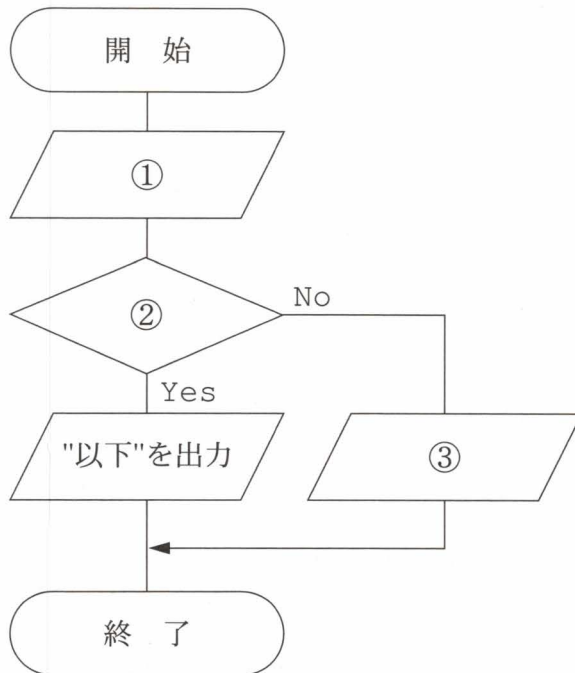 開 始
①
②
No
Yes
"以下"を出力
③
終 了